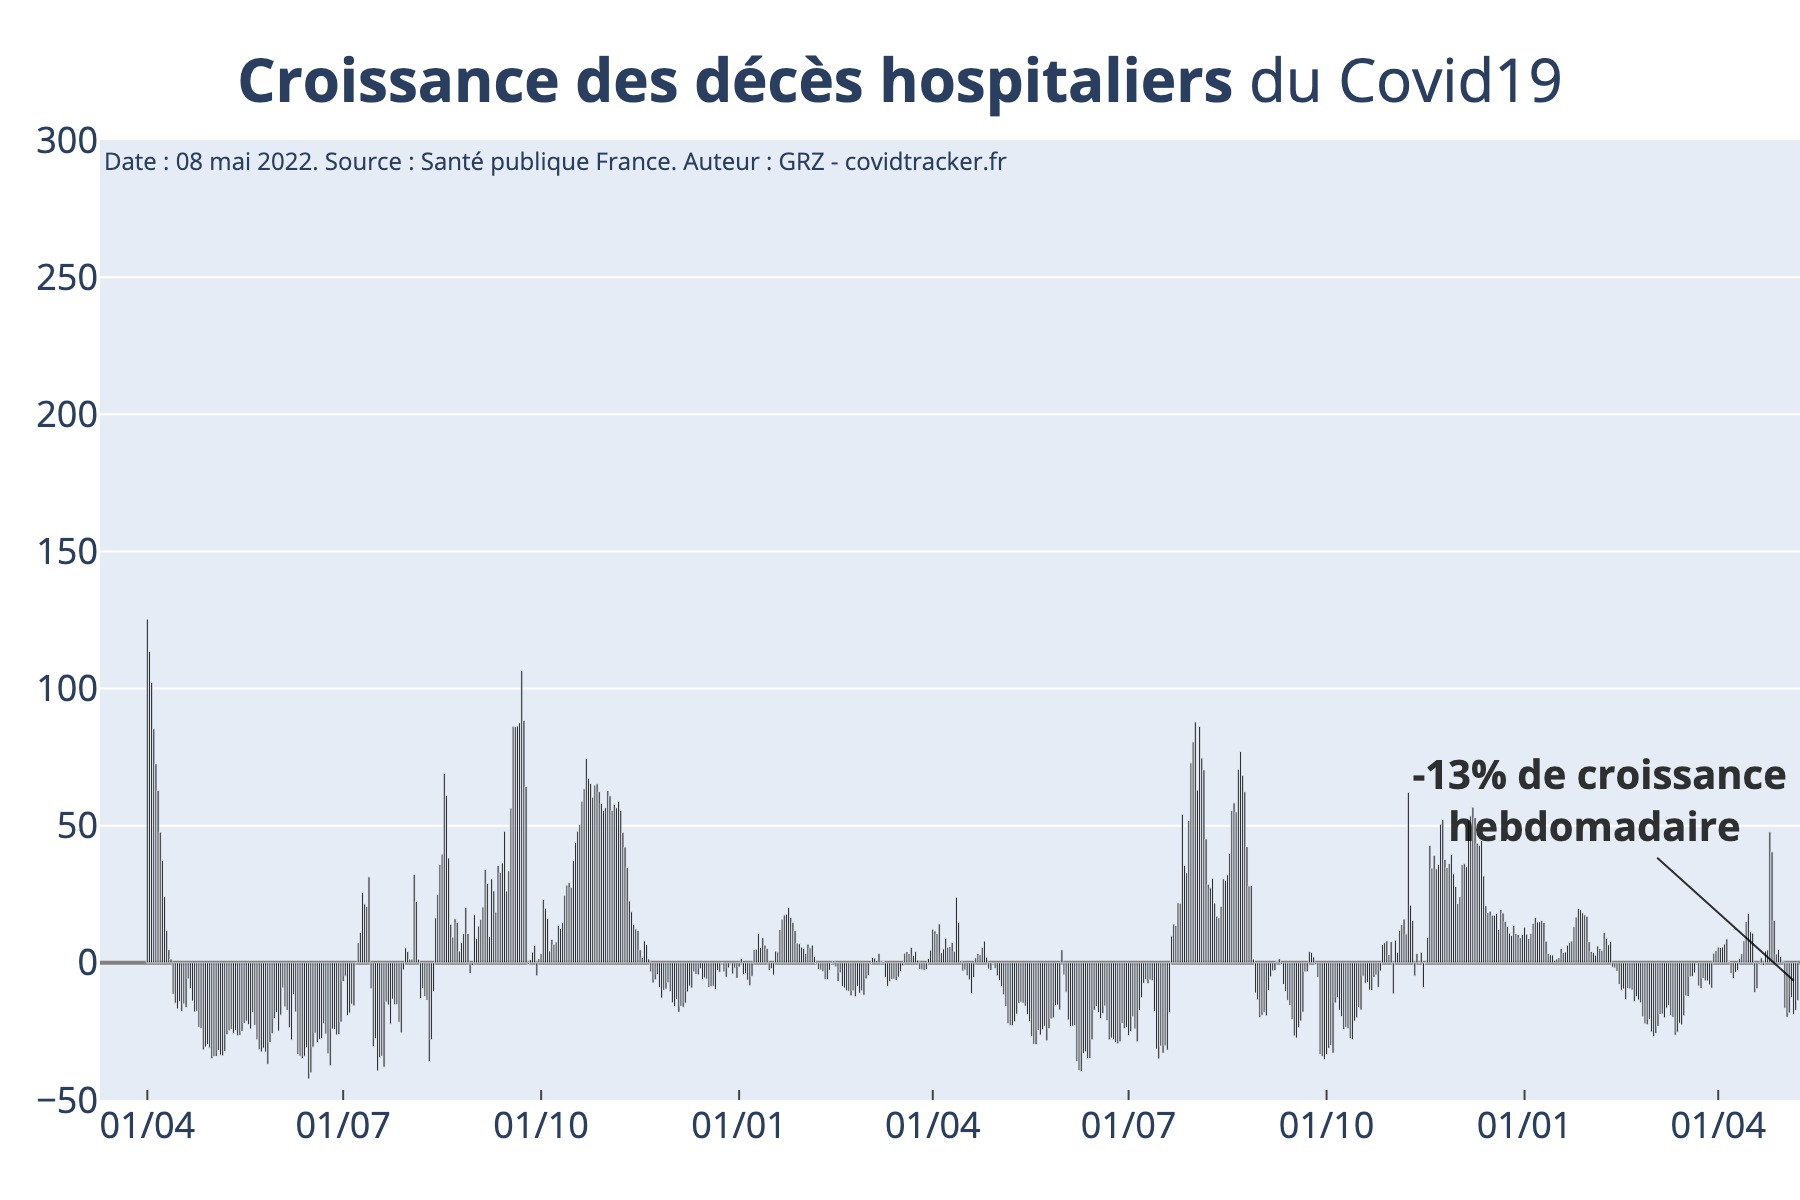 Croissance des décès hospitaliers du Covid19
300
Date : 08 mai 2022. Source : Santé publique France. Auteur : GRZ - covidtracker.fr
250
200
150
100
-13% de croissance
hebdomadaire
50
0
−50
01/04 01/07 01/10 01/01 01/04 01/07 01/10 01/01 01/04